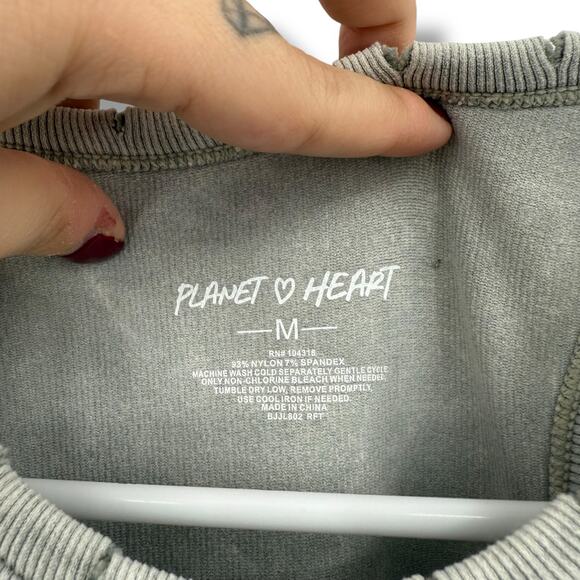 PLANET ♡ HEART
M
RN# 104318
93% NYLON 7% SPANDEX
MACHINE WASH COLD SEPARATELY GENTLE CYCLE
ONLY NON-CHLORINE BLEACH WHEN NEEDED,
TUMBLE DRY LOW, REMOVE PROMPTLY,
USE COOL IRON IF NEEDED.
MADE IN CHINA
BJJL802 RFT